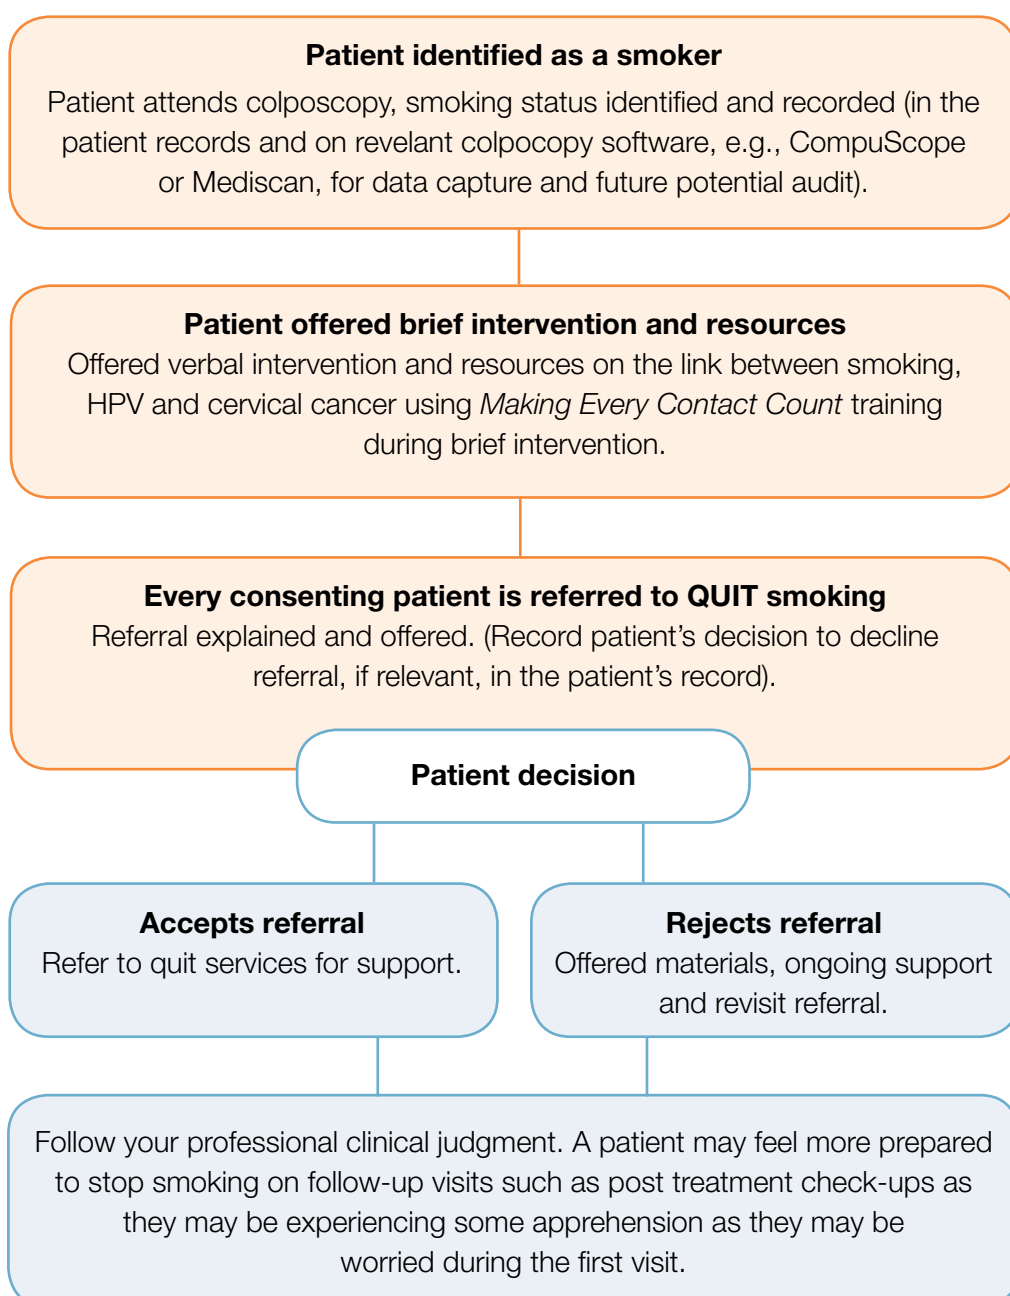 Patient identified as a smoker
Patient attends colposcopy, smoking status identified and recorded (in the
patient records and on revelant colpocopy software, e.g., CompuScope
or Mediscan, for data capture and future potential audit).
Patient offered brief intervention and resources
Offered verbal intervention and resources on the link between smoking,
HPV and cervical cancer using Making Every Contact Count training
during brief intervention.
Every consenting patient is referred to QUIT smoking
Referral explained and offered. (Record patient’s decision to decline
referral, if relevant, in the patient’s record).
Patient decision
Accepts referral
Refer to quit services for support.
Rejects referral
Offered materials, ongoing support
and revisit referral.
Follow your professional clinical judgment. A patient may feel more prepared
to stop smoking on follow-up visits such as post treatment check-ups as
they may be experiencing some apprehension as they may be
worried during the first visit.